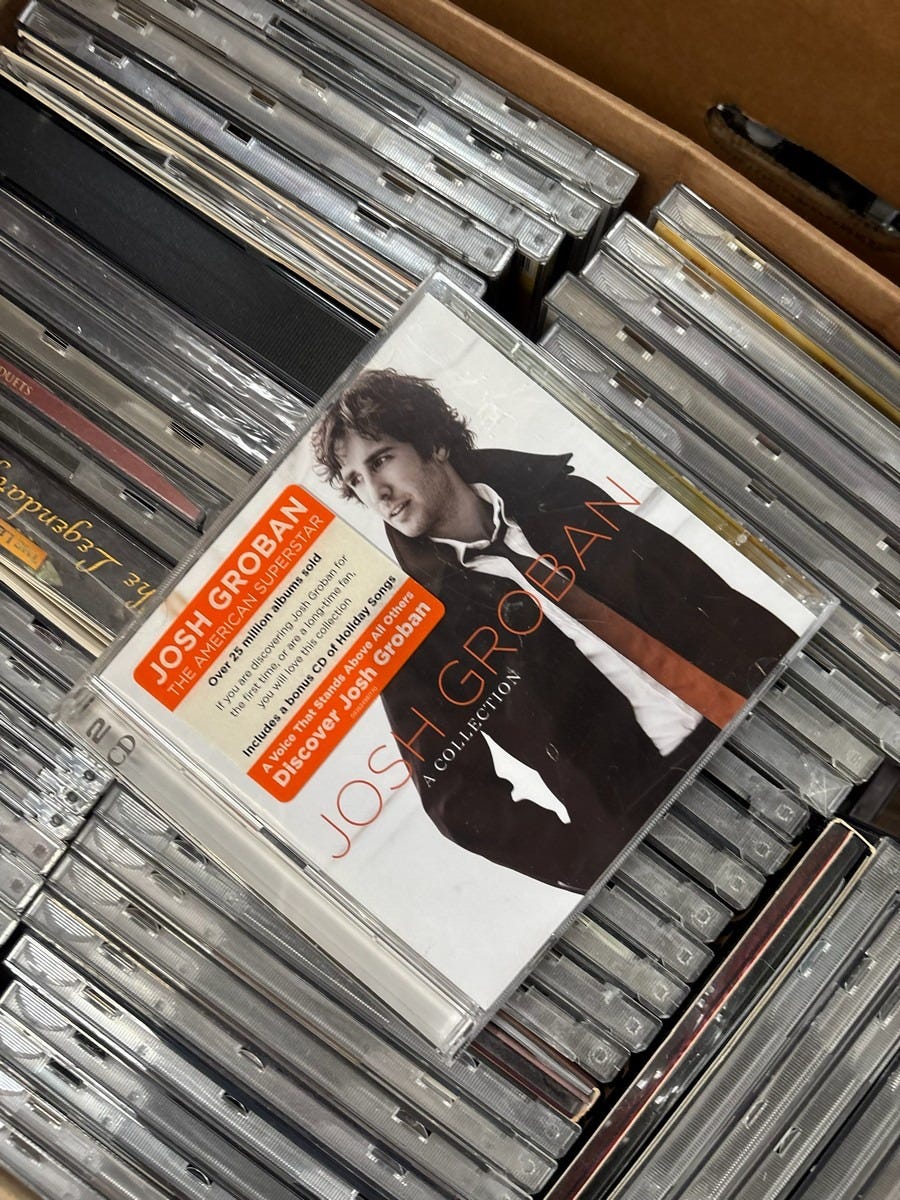 JOSH GROBAN
THE AMERICAN SUPERSTAR
Over 25 million albums sold
If you are discovering Josh Groban for
the first time, or are a long-time fan,
you will love this collection
Includes a bonus CD of Holiday Songs
A Voice That Stands Above All Others
Discover Josh Groban
JOSH GROBAN
A COLLECTION
2
CD
DUETS
The Legendary